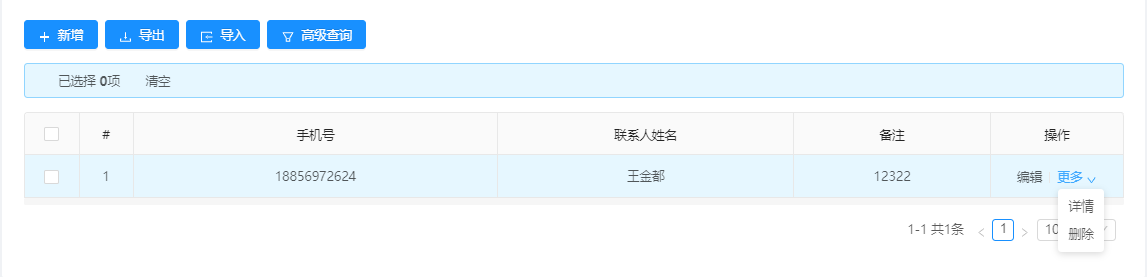 新增 导出 导入 高级查询
已选择 0项 清空
# 手机号 联系人姓名 备注 操作
1 18856972624 王金都 12322 编辑 更多
详情
1-1 共1条 < 1 > 10
删除